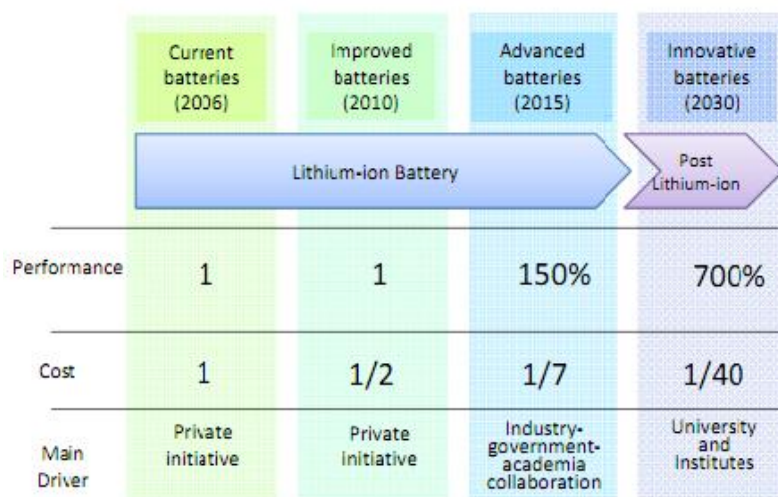 Current
batteries
(2006)
Improved
batteries
(2010)
Advanced
batteries
(2015)
Innovative
batteries
(2030)
Lithium-ion Battery
Post
Lithium-ion
Performance
1
1
150%
700%
Cost
1
1/2
1/7
1/40
Main
Driver
Private
initiative
Private
initiative
Industry-
government-
academia
collaboration
University
and
Institutes